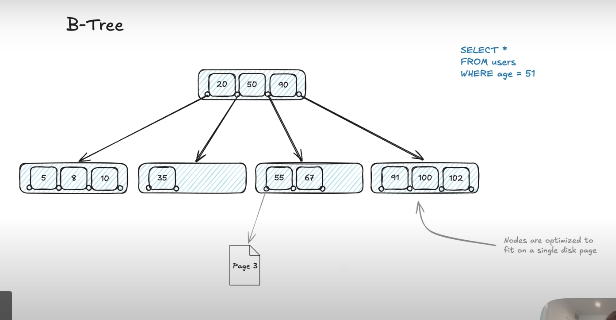 B-Tree
SELECT *
FROM users
WHERE age = 51
20 50 90
5 8 10 35 55 67 91 100 102
Nodes are optimized to
fit on a single disk page
Page 3